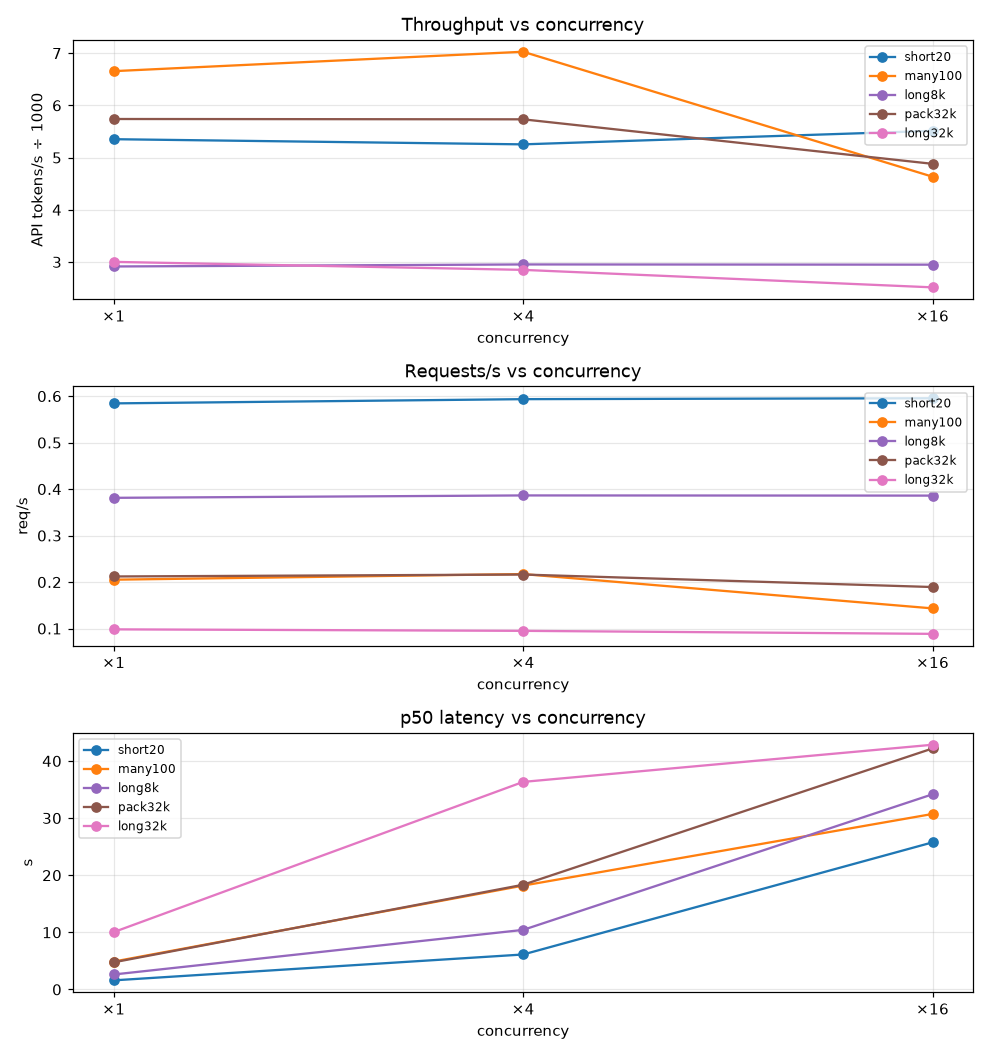 Throughput vs concurrency
API tokens/s ÷ 1000
7
6
5
4
3
short20
many100
long8k
pack32k
long32k
×1
×4
×16
concurrency
Requests/s vs concurrency
req/s
0.6
0.5
0.4
0.3
0.2
0.1
short20
many100
long8k
pack32k
long32k
×1
×4
×16
concurrency
p50 latency vs concurrency
s
40
30
20
10
0
short20
many100
long8k
pack32k
long32k
×1
×4
×16
concurrency